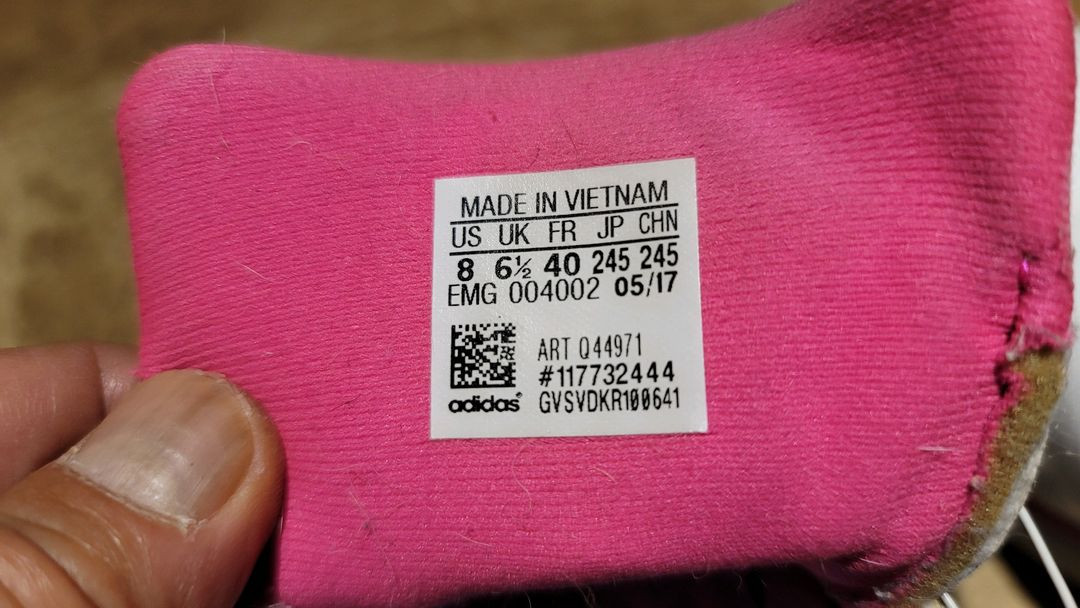 MADE IN VIETNAM
US UK FR JP CHN
8 6½ 40 245 245
EMG 004002 05/17
ART Q44971
#117732444
adidas® GVSVDKR100641